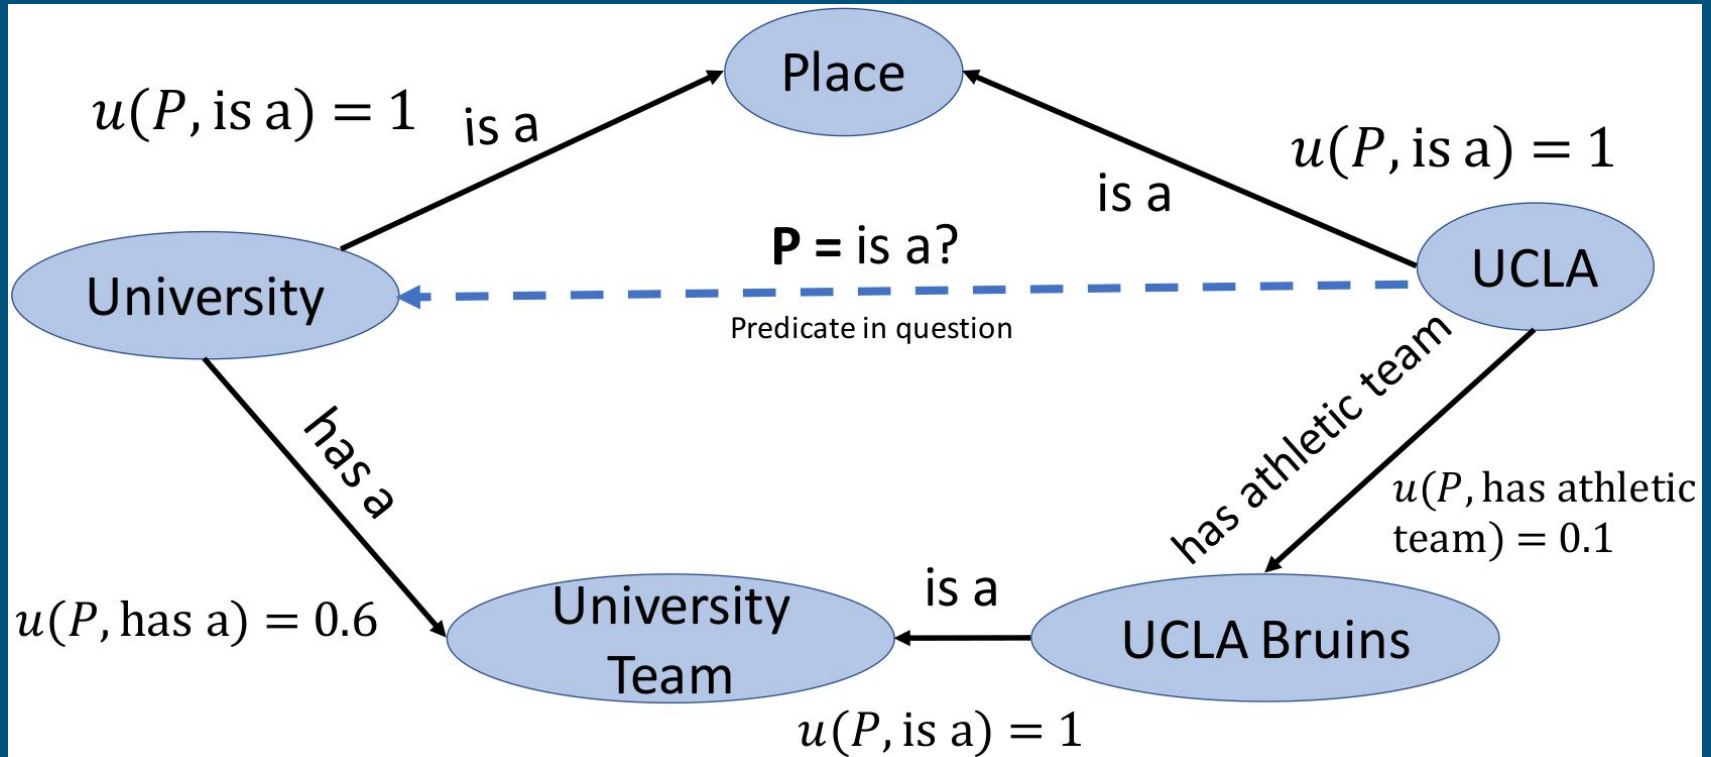 Place
u(P, is a) = 1
is a
u(P, is a) = 1
is a
P = is a?
University
UCLA
Predicate in question
has a
has athletic team
u(P, has athletic
team) = 0.1
is a
University
Team
UCLA Bruins
u(P, has a) = 0.6
u(P, is a) = 1